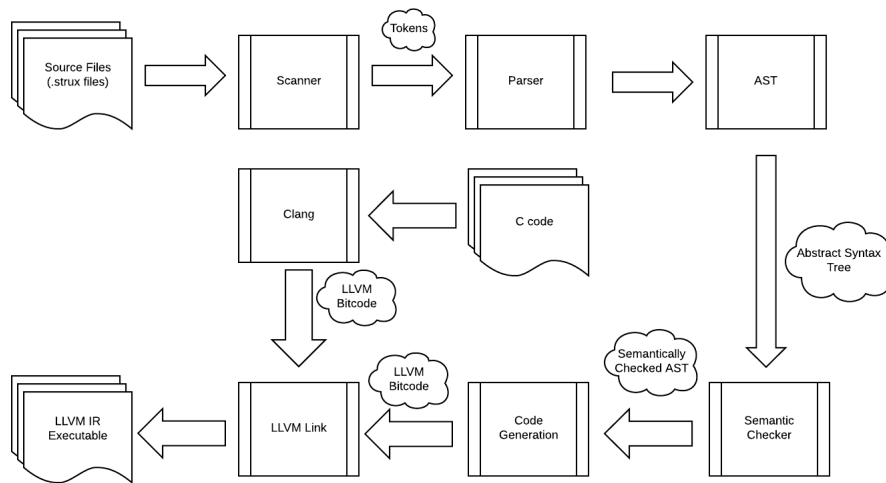 Tokens
Source Files
(.strux files)
Scanner
Parser
AST
Clang
C code
Abstract Syntax
Tree
LLVM
Bitcode
Semantically
Checked AST
LLVM
Bitcode
LLVM IR
Executable
LLVM Link
Code
Generation
Semantic
Checker